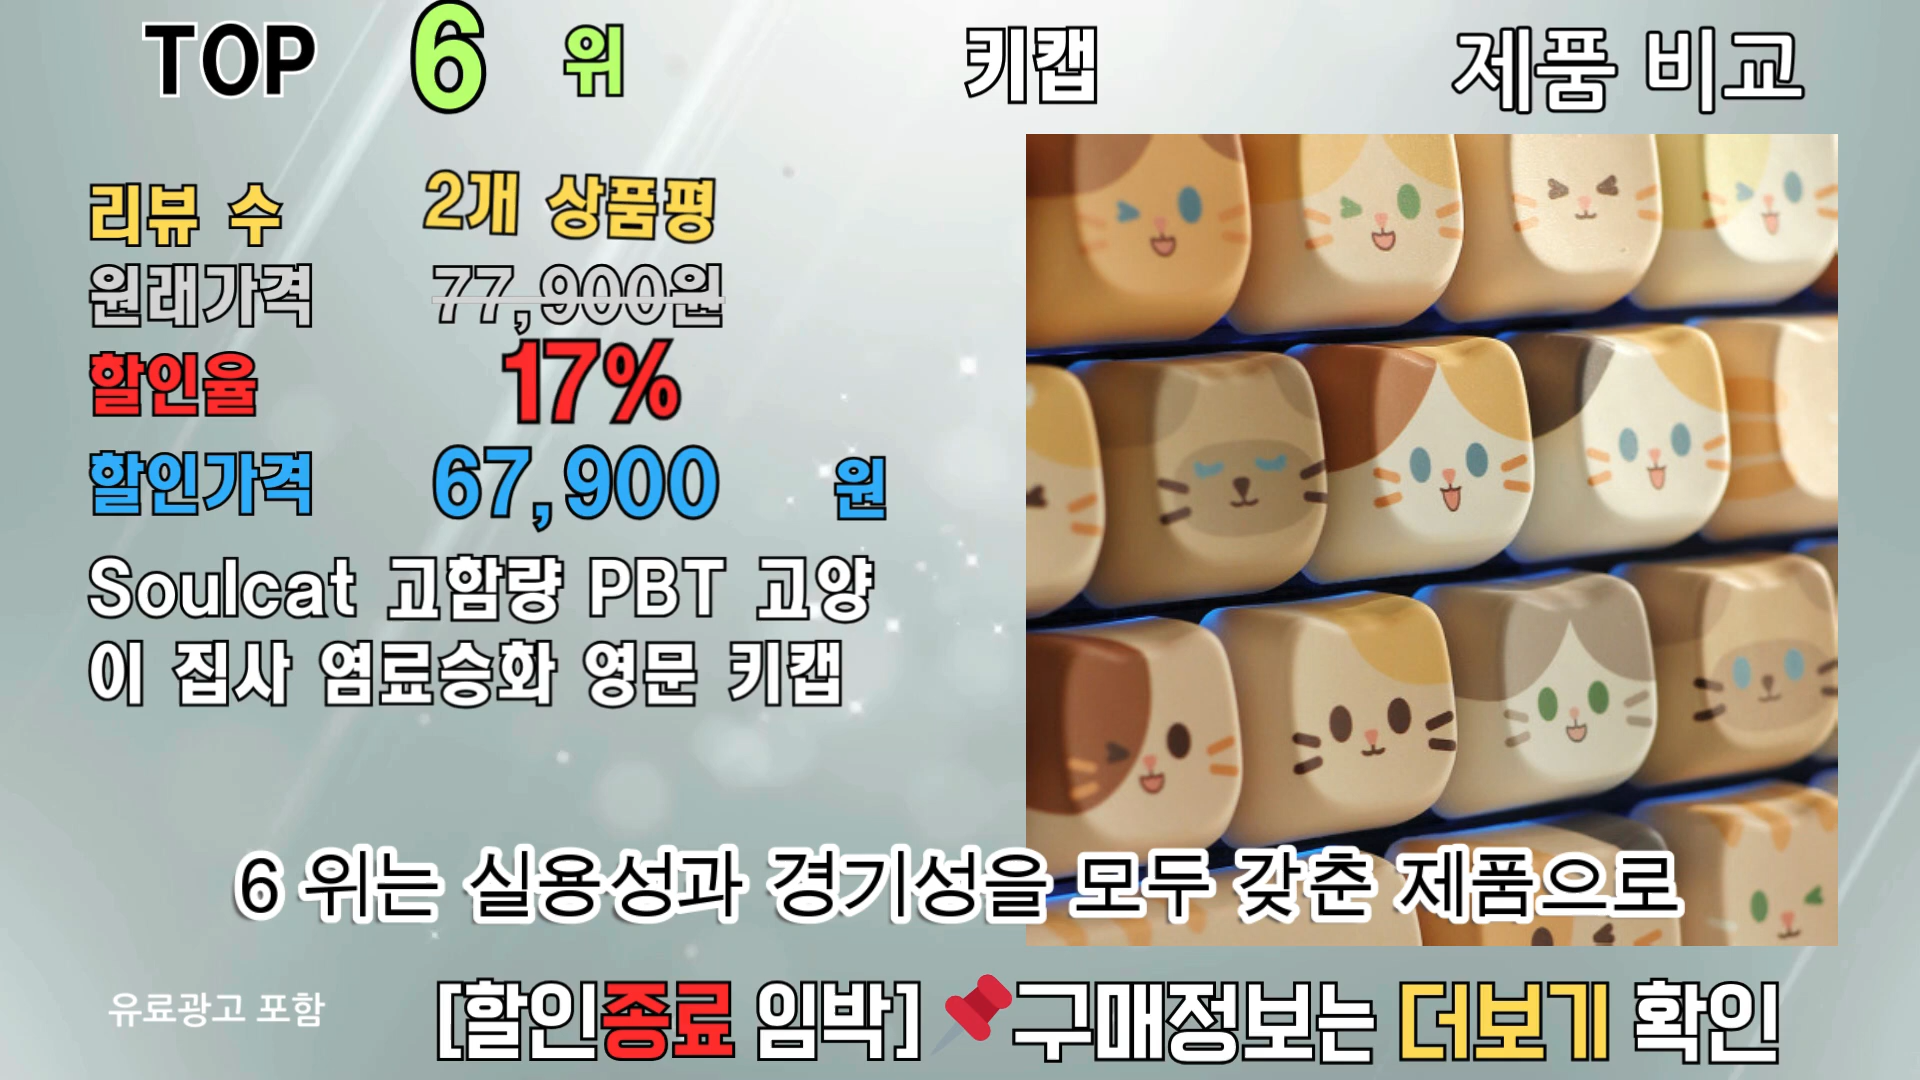 TOP 6 위 키캡 제품 비교
리뷰 수 2개 상품평
원래가격 77,900원
할인율 17%
할인가격 67,900 원
Soulcat 고함량 PBT 고양
이 집사 염료승화 영문 키캡
6 위는 실용성과 경기성을 모두 갖춘 제품으로
유료광고 포함 [할인종료 임박] 구매정보는 더보기 확인